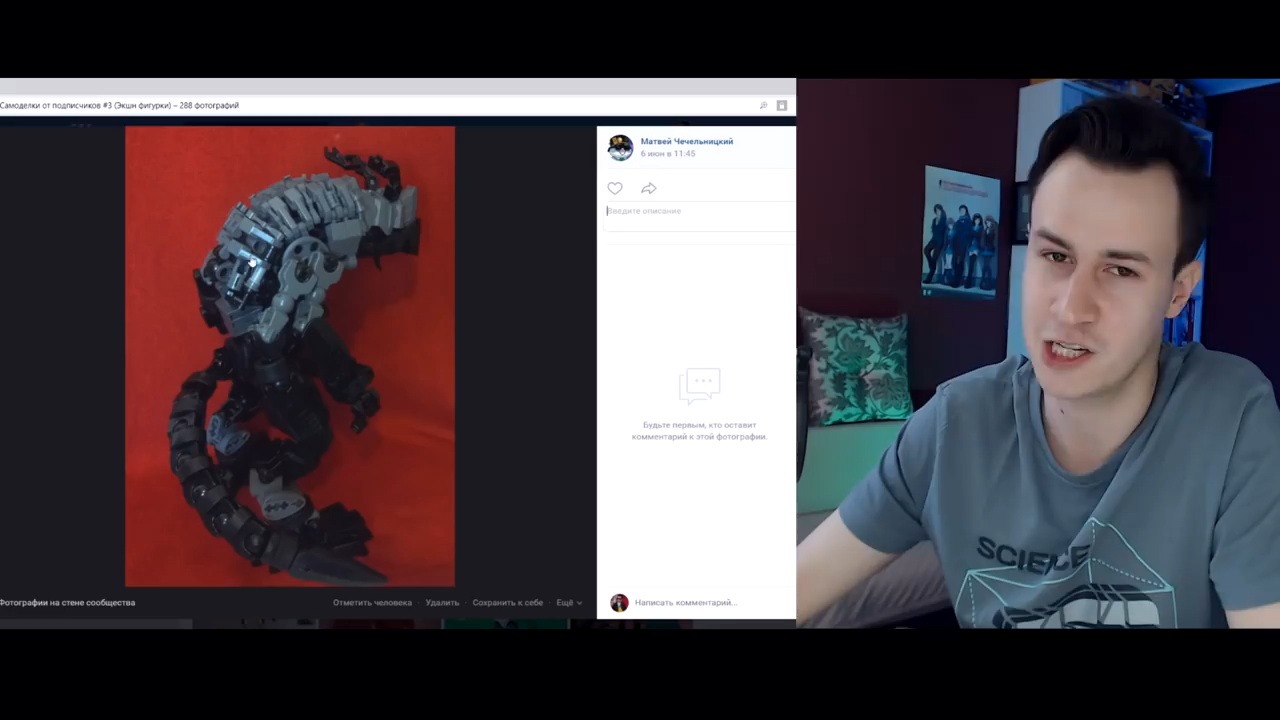 Самоделки от подписчиков #3 (Экшн фигурки) – 288 фотографий
Матвей Чечельницкий
6 июн в 11:45
Введите описание
Будьте первым, кто оставит
комментарий к этой фотографии.
Фотографии на стене сообщества
Отметить человека · Удалить · Сохранить к себе · Ещё
Написать комментарий...
SCIENCE